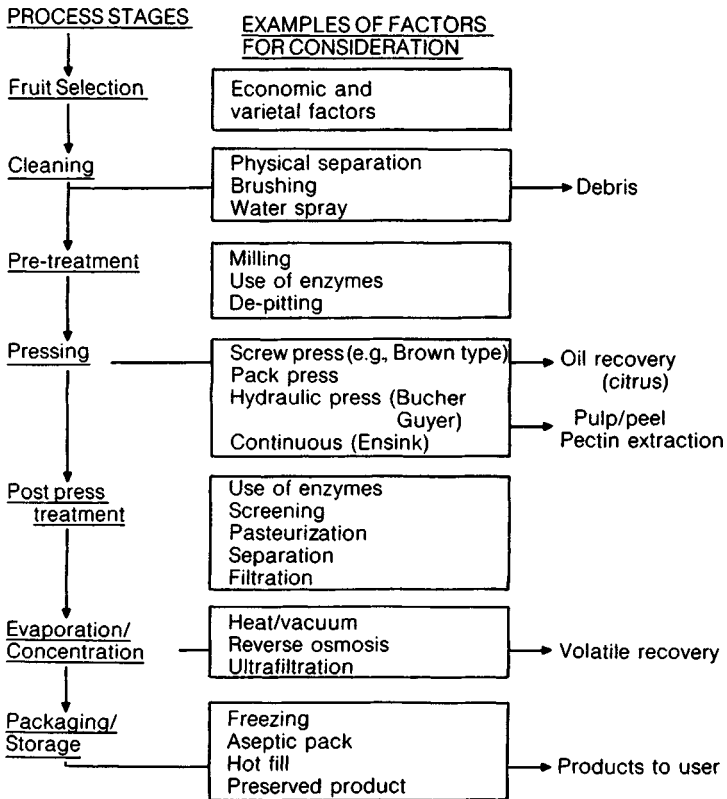 PROCESS STAGES
EXAMPLES OF FACTORS
FOR CONSIDERATION
Fruit Selection
Economic and
varietal factors
Cleaning
Physical separation
Brushing
Water spray
Debris
Pre-treatment
Milling
Use of enzymes
De-pitting
Pressing
Screw press (e.g., Brown type)
Pack press
Hydraulic press (Bucher
Guyer)
Continuous (Ensink)
Oil recovery
(citrus)
Pulp/peel
Pectin extraction
Post press
treatment
Use of enzymes
Screening
Pasteurization
Separation
Filtration
Evaporation/
Concentration
Heat/vacuum
Reverse osmosis
Ultrafiltration
Volatile recovery
Packaging/
Storage
Freezing
Aseptic pack
Hot fill
Preserved product
Products to user